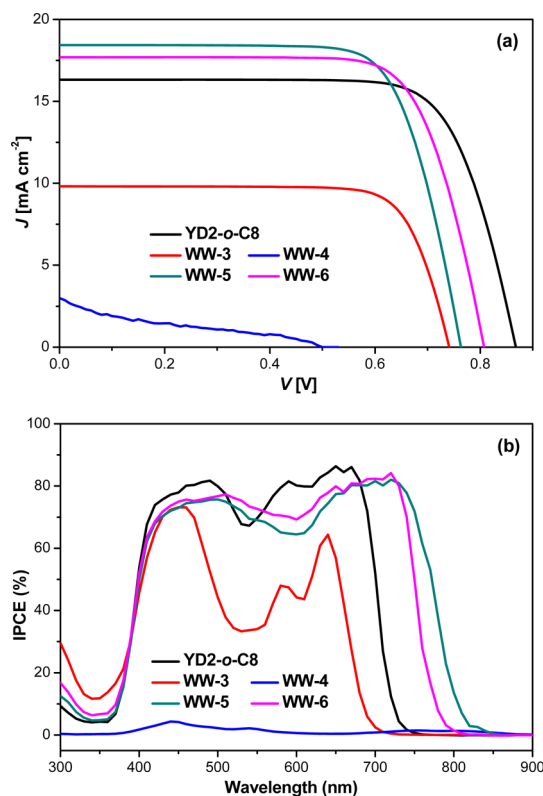 (a)
20
15
10
5
0
J [mA cm-2]
YD2-o-C8
WW-3 WW-4
WW-5 WW-6
0.0 0.2 0.4 0.6 0.8
V [V]
(b)
100
80
60
40
20
0
IPCE (%)
YD2-o-C8
WW-3 WW-4
WW-5 WW-6
300 400 500 600 700 800 900
Wavelength (nm)